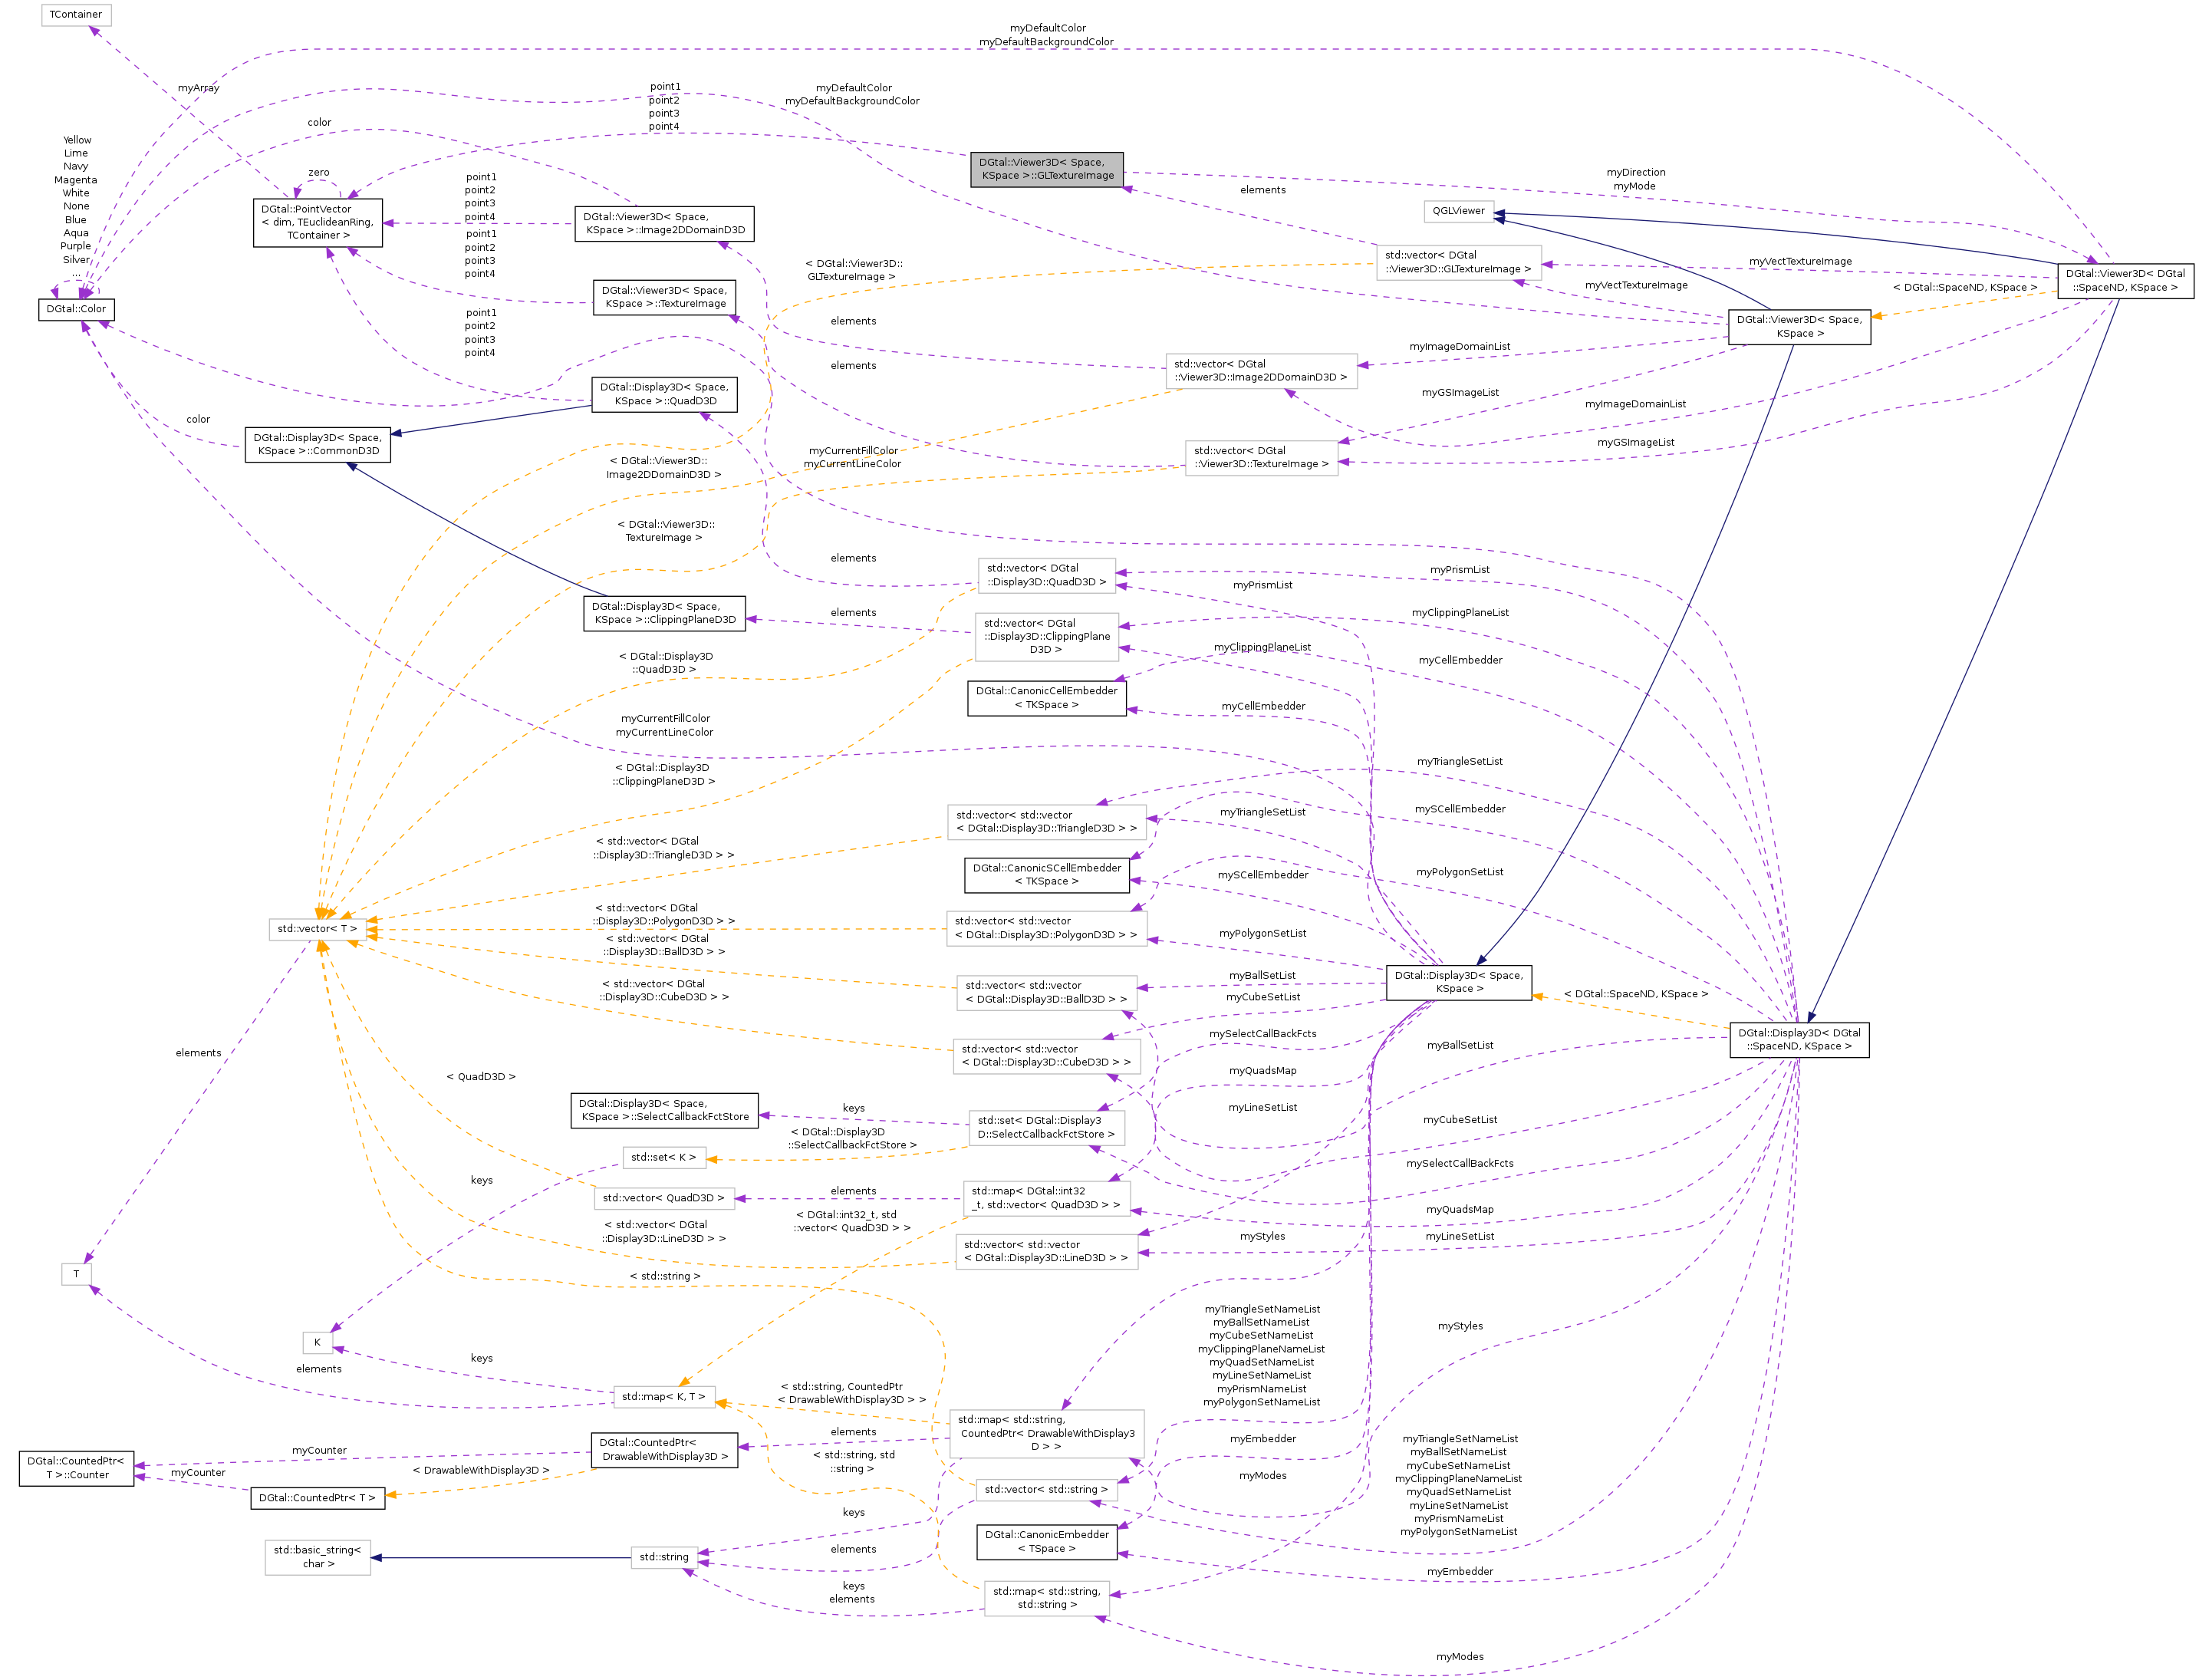 TContainer
myDefaultColor
myDefaultBackgroundColor
myArray
point1
point2
point3
point4
myDefaultColor
myDefaultBackgroundColor
color
Yellow
Lime
Navy
Magenta
White
None
Blue
Aqua
Purple
Silver
...
zero
DGtal::PointVector
< dim, TEuclideanRing,
TContainer >
point1
point2
point3
point4
DGtal::Viewer3D< Space,
KSpace >::Image2DDomainD3D
DGtal::Viewer3D< Space,
KSpace >::GLTextureImage
elements
myDirection
myMode
QGLViewer
std::vector< DGtal
::Viewer3D::GLTextureImage >
myVectTextureImage
DGtal::Viewer3D< DGtal
::SpaceND, KSpace >
< DGtal::SpaceND, KSpace >
myVectTextureImage
DGtal::Viewer3D< Space,
KSpace >
point1
point2
point3
point4
DGtal::Viewer3D< Space,
KSpace >::TextureImage
< DGtal::Viewer3D::
GLTextureImage >
DGtal::Color
elements
myImageDomainList
std::vector< DGtal
::Viewer3D::Image2DDomainD3D >
elements
point1
point2
point3
point4
DGtal::Display3D< Space,
KSpace >::QuadD3D
myGSImageList
myImageDomainList
color
DGtal::Display3D< Space,
KSpace >::CommonD3D
myCurrentFillColor
myCurrentLineColor
std::vector< DGtal
::Viewer3D::TextureImage >
myGSImageList
< DGtal::Viewer3D::
Image2DDomainD3D >
< DGtal::Viewer3D::
TextureImage >
elements
std::vector< DGtal
::Display3D::QuadD3D >
myPrismList
myPrismList
DGtal::Display3D< Space,
KSpace >::ClippingPlaneD3D
elements
std::vector< DGtal
::Display3D::ClippingPlane
D3D >
myClippingPlaneList
myClippingPlaneList
< DGtal::Display3D
::QuadD3D >
myCellEmbedder
DGtal::CanonicCellEmbedder
< TKSpace >
myCellEmbedder
myCurrentFillColor
myCurrentLineColor
< DGtal::Display3D
::ClippingPlaneD3D >
myTriangleSetList
std::vector< std::vector
< DGtal::Display3D::TriangleD3D > >
myTriangleSetList
mySCellEmbedder
< std::vector< DGtal
::Display3D::TriangleD3D > >
DGtal::CanonicSCellEmbedder
< TKSpace >
mySCellEmbedder
myPolygonSetList
< std::vector< DGtal
::Display3D::PolygonD3D > >
std::vector< T >
std::vector< std::vector
< DGtal::Display3D::PolygonD3D > >
myPolygonSetList
< std::vector< DGtal
::Display3D::BallD3D > >
std::vector< std::vector
< DGtal::Display3D::BallD3D > >
myBallSetList
DGtal::Display3D< Space,
KSpace >
< DGtal::SpaceND, KSpace >
< std::vector< DGtal
::Display3D::CubeD3D > >
myCubeSetList
mySelectCallBackFcts
DGtal::Display3D< DGtal
::SpaceND, KSpace >
std::vector< std::vector
< DGtal::Display3D::CubeD3D > >
myBallSetList
elements
< QuadD3D >
myQuadsMap
DGtal::Display3D< Space,
KSpace >::SelectCallbackFctStore
keys
std::set< DGtal::Display3
D::SelectCallbackFctStore >
myLineSetList
myCubeSetList
< DGtal::Display3D
::SelectCallbackFctStore >
std::set< K >
mySelectCallBackFcts
keys
std::vector< QuadD3D >
elements
std::map< DGtal::int32
_t, std::vector< QuadD3D > >
myQuadsMap
< std::vector< DGtal
::Display3D::LineD3D > >
< DGtal::int32_t, std
::vector< QuadD3D > >
std::vector< std::vector
< DGtal::Display3D::LineD3D > >
myStyles
myLineSetList
T
< std::string >
K
myTriangleSetNameList
myBallSetNameList
myCubeSetNameList
myClippingPlaneNameList
myQuadSetNameList
myLineSetNameList
myPrismNameList
myPolygonSetNameList
myStyles
keys
elements
std::map< K, T >
< std::string, CountedPtr
< DrawableWithDisplay3D > >
std::map< std::string,
CountedPtr< DrawableWithDisplay3
D > >
elements
DGtal::CountedPtr<
DrawableWithDisplay3D >
myCounter
DGtal::CountedPtr<
T >::Counter
myCounter
< DrawableWithDisplay3D >
DGtal::CountedPtr< T >
< std::string, std
::string >
myEmbedder
myModes
std::vector< std::string >
myTriangleSetNameList
myBallSetNameList
myCubeSetNameList
myClippingPlaneNameList
myQuadSetNameList
myLineSetNameList
myPrismNameList
myPolygonSetNameList
keys
DGtal::CanonicEmbedder
< TSpace >
std::basic_string<
char >
std::string
elements
myEmbedder
keys
elements
std::map< std::string,
std::string >
myModes